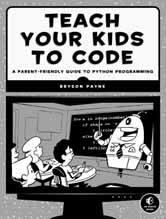 TEACH
YOUR KIDS
TO CODE
A PARENT-FRIENDLY GUIDE TO PYTHON PROGRAMMING
BRYSON PAYNE